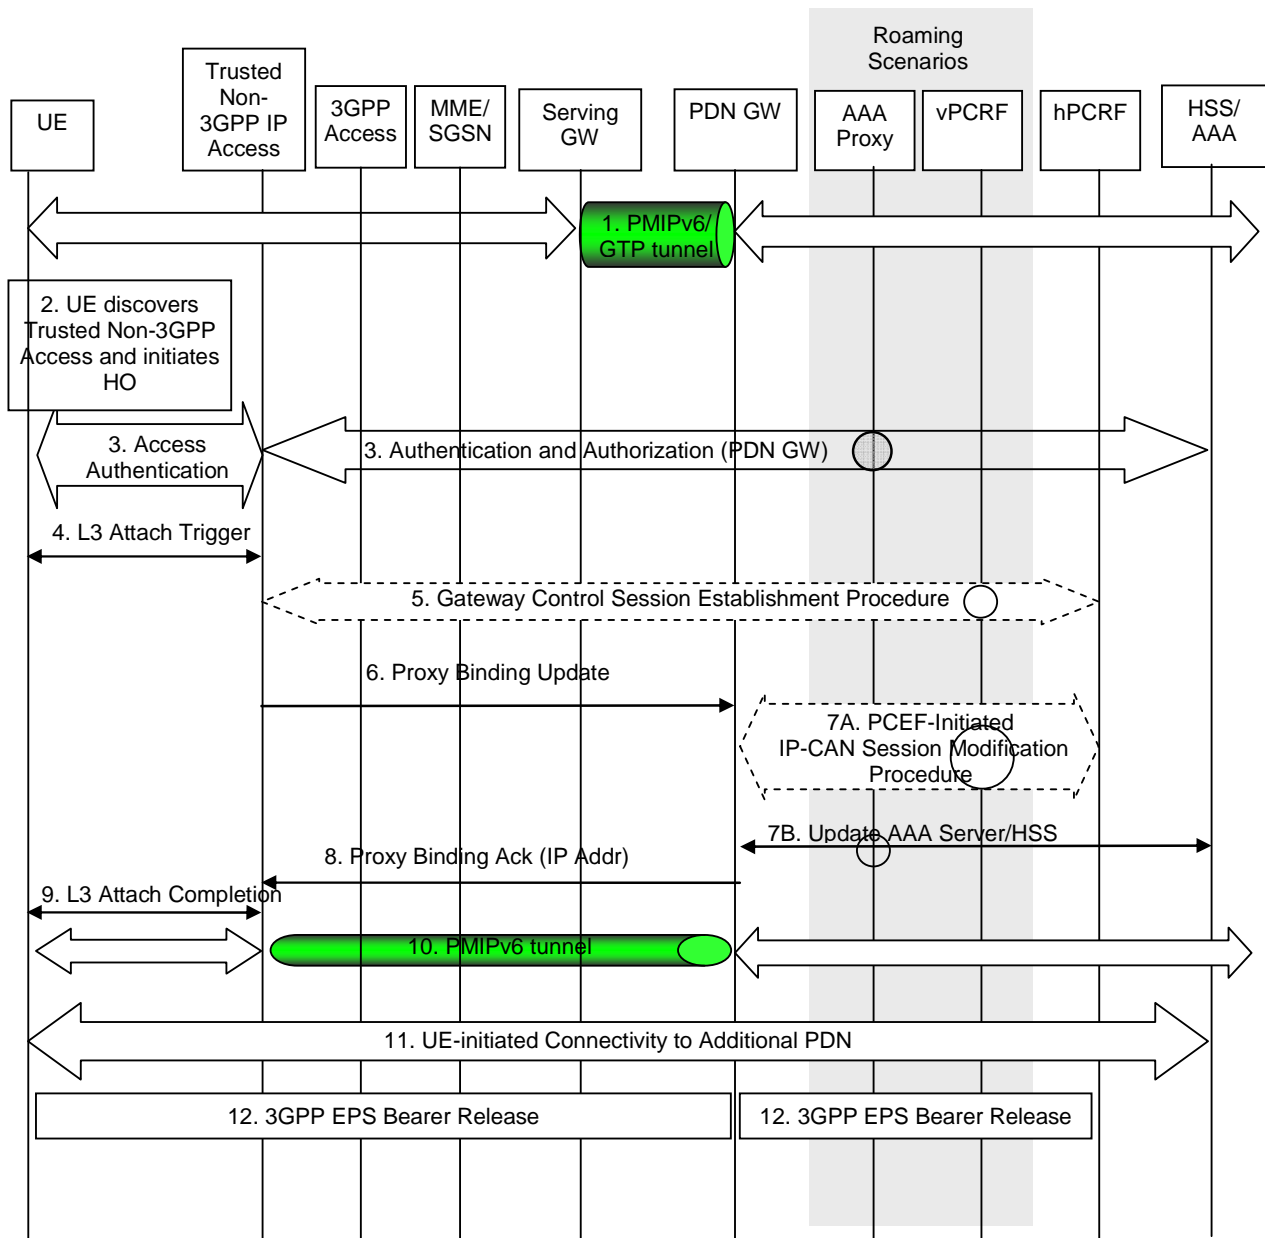 Roaming
Scenarios
UE
Trusted
Non-
3GPP IP
Access
3GPP
Access
MME/
SGSN
Serving
GW
PDN GW
AAA
Proxy
vPCRF
hPCRF
HSS/
AAA
1. PMIPv6/
GTP tunnel
2. UE discovers
Trusted Non-3GPP
Access and initiates
HO
3. Access
Authentication
3. Authentication and Authorization (PDN GW)
4. L3 Attach Trigger
5. Gateway Control Session Establishment Procedure
6. Proxy Binding Update
7A. PCEF-Initiated
IP-CAN Session Modification
Procedure
7B. Update AAA Server/HSS
8. Proxy Binding Ack (IP Addr)
9. L3 Attach Completion
10. PMIPv6 tunnel
11. UE-initiated Connectivity to Additional PDN
12. 3GPP EPS Bearer Release
12. 3GPP EPS Bearer Release